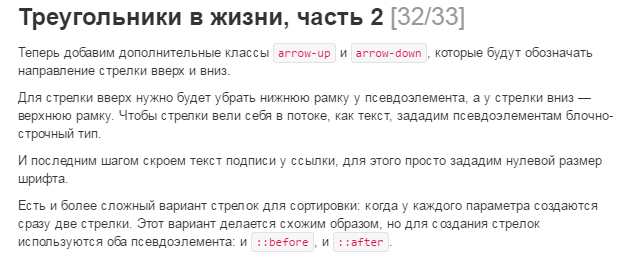 Треугольники в жизни, часть 2 [32/33]
Теперь добавим дополнительные классы arrow-up и arrow-down, которые будут обозначать
направление стрелки вверх и вниз.
Для стрелки вверх нужно будет убрать нижнюю рамку у псевдоэлемента, а у стрелки вниз —
верхнюю рамку. Чтобы стрелки вели себя в потоке, как текст, зададим псевдоэлементам блочно-
строчный тип.
И последним шагом скроем текст подписи у ссылки, для этого просто зададим нулевой размер
шрифта.
Есть и более сложный вариант стрелок для сортировки: когда у каждого параметра создаются
сразу две стрелки. Этот вариант делается схожим образом, но для создания стрелок
используются оба псевдоэлемента: и ::before, и ::after.